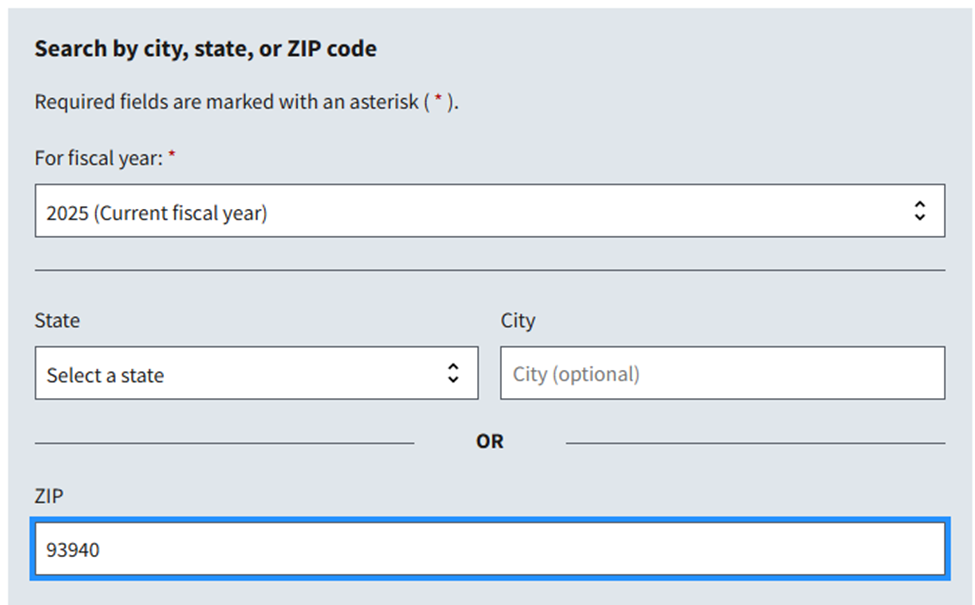 Search by city, state, or ZIP code
Required fields are marked with an asterisk ( * ).
For fiscal year: *
2025 (Current fiscal year)
State
City
Select a state
City (optional)
OR
ZIP
93940